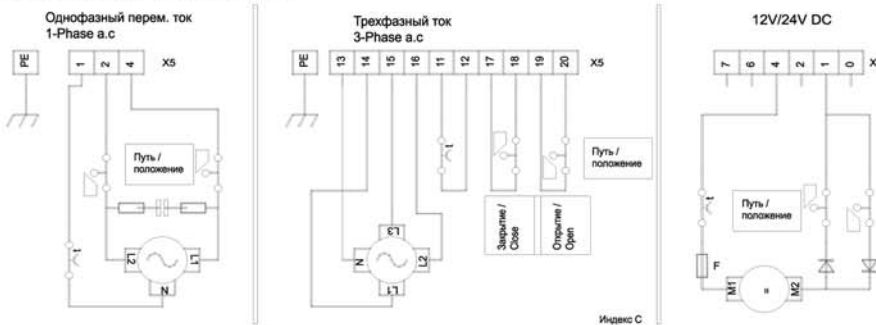 Однофазный перем. ток
1-Phase a.c
PE
1 2 4 X5
Путь /
положение
t
L2 L1
N
Трехфазный ток
3-Phase a.c
PE
13 14 15 16 11 12 17 18 19 20 X5
t
Путь /
положение
Закрытие /
Close
Открытие /
Open
L3
N L2
L1
Индекс C
12V/24V DC
7 6 4 2 1 0 X
t
Путь /
положение
F
M1 M2